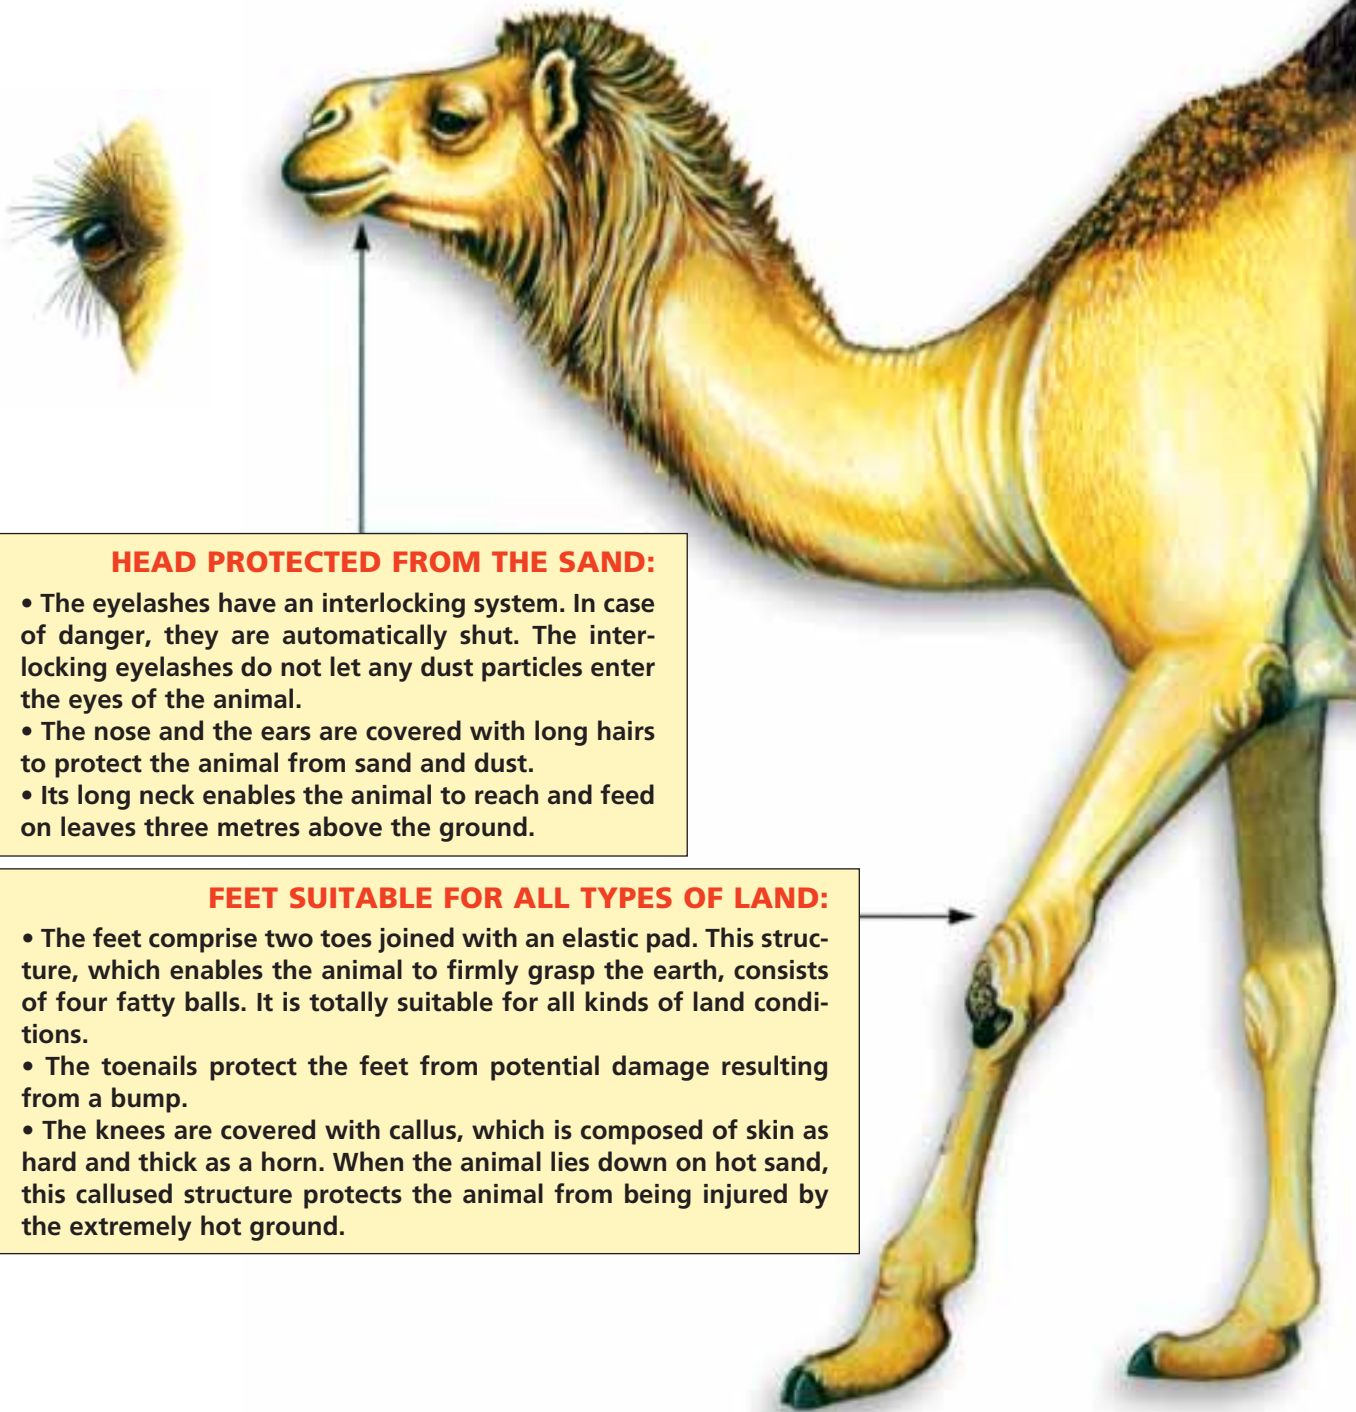 HEAD PROTECTED FROM THE SAND:
• The eyelashes have an interlocking system. In case
of danger, they are automatically shut. The inter-
locking eyelashes do not let any dust particles enter
the eyes of the animal.
• The nose and the ears are covered with long hairs
to protect the animal from sand and dust.
• Its long neck enables the animal to reach and feed
on leaves three metres above the ground.
FEET SUITABLE FOR ALL TYPES OF LAND:
• The feet comprise two toes joined with an elastic pad. This struc-
ture, which enables the animal to firmly grasp the earth, consists
of four fatty balls. It is totally suitable for all kinds of land condi-
tions.
• The toenails protect the feet from potential damage resulting
from a bump.
• The knees are covered with callus, which is composed of skin as
hard and thick as a horn. When the animal lies down on hot sand,
this callused structure protects the animal from being injured by
the extremely hot ground.